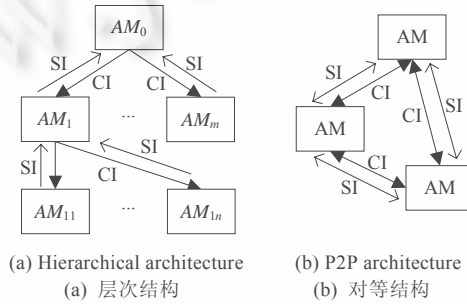 AM₀
SI
CI
CI
SI
AM₁
...
AMₘ
SI
SI
CI
AM₁₁
...
AM₁ₙ
(a) Hierarchical architecture
(a) 层次结构
AM
SI
CI
CI
SI
AM
CI
SI
AM
(b) P2P architecture
(b) 对等结构